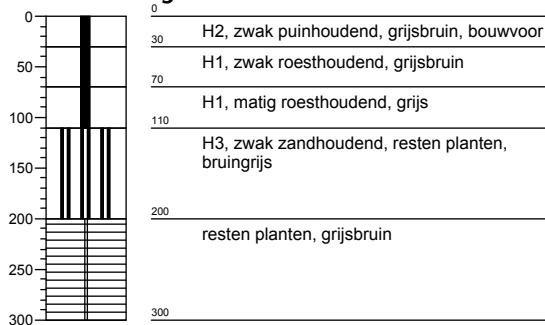 0
0
H2, zwak puinhoudend, grijsbruin, bouwvoor
30
H1, zwak roesthoudend, grijsbruin
50
70
H1, matig roesthoudend, grijs
100
110
H3, zwak zandhoudend, resten planten,
bruingrijs
150
200
200
resten planten, grijsbruin
250
300
300